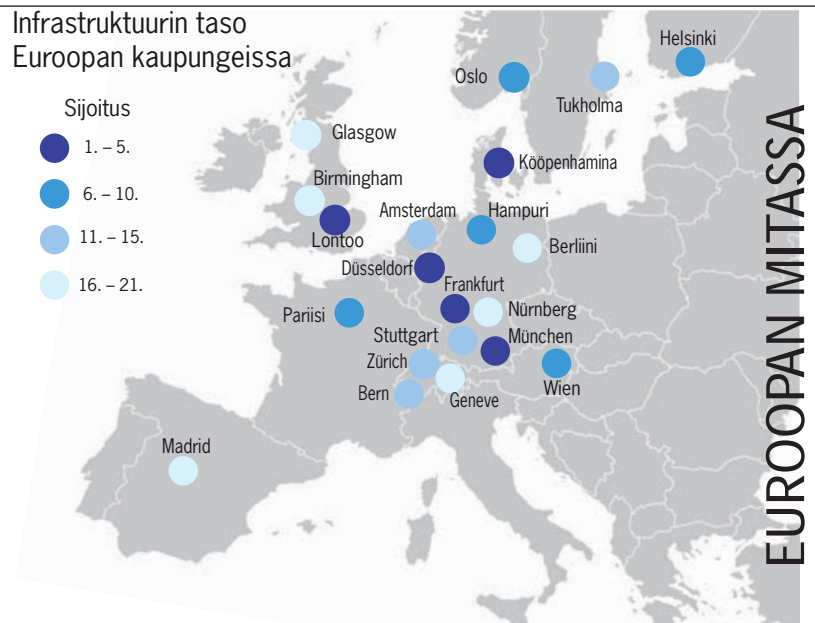 Infrastruktuurin taso
Euroopan kaupungeissa
Sijoitus
1. – 5.
6. – 10.
11. – 15.
16. – 21.
Helsinki
Oslo
Tukholma
Glasgow
Kööpenhamina
Birmingham
Amsterdam
Hampuri
Lontoo
Berliini
Düsseldorf
Frankfurt
Pariisi
Nürnberg
Stuttgart
München
Zürich
Bern
Geneve
Wien
Madrid
EUROOPAN MITASSA